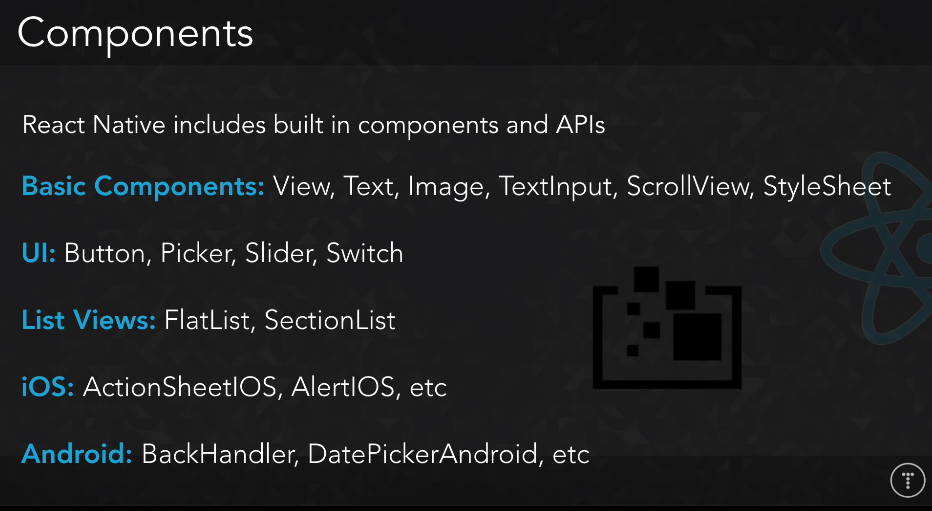 Components
React Native includes built in components and APIs
Basic Components: View, Text, Image, TextInput, ScrollView, StyleSheet
UI: Button, Picker, Slider, Switch
List Views: FlatList, SectionList
iOS: ActionSheetIOS, AlertIOS, etc
Android: BackHandler, DatePickerAndroid, etc